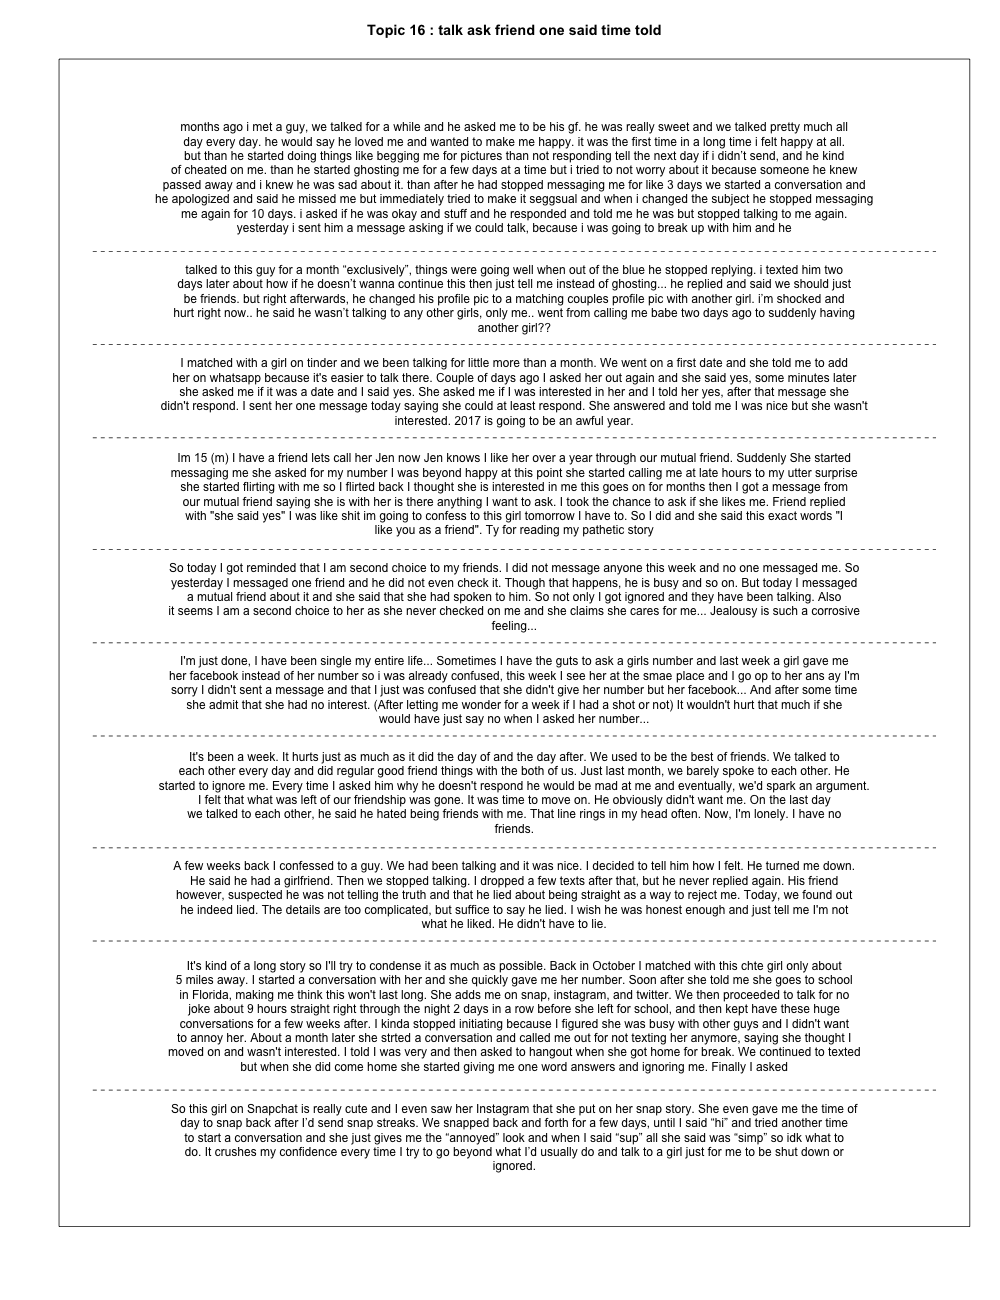 Topic 16 : talk ask friend one said time told
months ago i met a guy, we talked for a while and he asked me to be his gf. he was really sweet and we talked pretty much all
day every day. he would say he loved me and wanted to make me happy. it was the first time in a long time i felt happy at all.
but than he started doing things like begging me for pictures than not responding tell the next day if i didn’t send, and he kind
of cheated on me. than he started ghosting me for a few days at a time but i tried to not worry about it because someone he knew
passed away and i knew he was sad about it. than after he had stopped messaging me for like 3 days we started a conversation and
he apologized and said he missed me but immediately tried to make it seggsual and when i changed the subject he stopped messaging
me again for 10 days. i asked if he was okay and stuff and he responded and told me he was but stopped talking to me again.
yesterday i sent him a message asking if we could talk, because i was going to break up with him and he
talked to this guy for a month “exclusively”, things were going well when out of the blue he stopped replying. i texted him two
days later about how if he doesn’t wanna continue this then just tell me instead of ghosting... he replied and said we should just
be friends. but right afterwards, he changed his profile pic to a matching couples profile pic with another girl. i’m shocked and
hurt right now.. he said he wasn’t talking to any other girls, only me.. went from calling me babe two days ago to suddenly having
another girl??
I matched with a girl on tinder and we been talking for little more than a month. We went on a first date and she told me to add
her on whatsapp because it's easier to talk there. Couple of days ago I asked her out again and she said yes, some minutes later
she asked me if it was a date and I said yes. She asked me if I was interested in her and I told her yes, after that message she
didn't respond. I sent her one message today saying she could at least respond. She answered and told me I was nice but she wasn't
interested. 2017 is going to be an awful year.
Im 15 (m) I have a friend lets call her Jen now Jen knows I like her over a year through our mutual friend. Suddenly She started
messaging me she asked for my number I was beyond happy at this point she started calling me at late hours to my utter surprise
she started flirting with me so I flirted back I thought she is interested in me this goes on for months then I got a message from
our mutual friend saying she is with her is there anything I want to ask. I took the chance to ask if she likes me. Friend replied
with "she said yes" I was like shit im going to confess to this girl tomorrow I have to. So I did and she said this exact words "I
like you as a friend". Ty for reading my pathetic story
So today I got reminded that I am second choice to my friends. I did not message anyone this week and no one messaged me. So
yesterday I messaged one friend and he did not even check it. Though that happens, he is busy and so on. But today I messaged
a mutual friend about it and she said that she had spoken to him. So not only I got ignored and they have been talking. Also
it seems I am a second choice to her as she never checked on me and she claims she cares for me... Jealousy is such a corrosive
feeling...
I'm just done, I have been single my entire life... Sometimes I have the guts to ask a girls number and last week a girl gave me
her facebook instead of her number so i was already confused, this week I see her at the smae place and I go op to her ans ay I'm
sorry I didn't sent a message and that I just was confused that she didn't give her number but her facebook... And after some time
she admit that she had no interest. (After letting me wonder for a week if I had a shot or not) It wouldn't hurt that much if she
would have just say no when I asked her number...
It's been a week. It hurts just as much as it did the day of and the day after. We used to be the best of friends. We talked to
each other every day and did regular good friend things with the both of us. Just last month, we barely spoke to each other. He
started to ignore me. Every time I asked him why he doesn't respond he would be mad at me and eventually, we'd spark an argument.
I felt that what was left of our friendship was gone. It was time to move on. He obviously didn't want me. On the last day
we talked to each other, he said he hated being friends with me. That line rings in my head often. Now, I'm lonely. I have no
friends.
A few weeks back I confessed to a guy. We had been talking and it was nice. I decided to tell him how I felt. He turned me down.
He said he had a girlfriend. Then we stopped talking. I dropped a few texts after that, but he never replied again. His friend
however, suspected he was not telling the truth and that he lied about being straight as a way to reject me. Today, we found out
he indeed lied. The details are too complicated, but suffice to say he lied. I wish he was honest enough and just tell me I'm not
what he liked. He didn't have to lie.
It's kind of a long story so I'll try to condense it as much as possible. Back in October I matched with this chte girl only about
5 miles away. I started a conversation with her and she quickly gave me her number. Soon after she told me she goes to school
in Florida, making me think this won't last long. She adds me on snap, instagram, and twitter. We then proceeded to talk for no
joke about 9 hours straight right through the night 2 days in a row before she left for school, and then kept have these huge
conversations for a few weeks after. I kinda stopped initiating because I figured she was busy with other guys and I didn't want
to annoy her. About a month later she strted a conversation and called me out for not texting her anymore, saying she thought I
moved on and wasn't interested. I told I was very and then asked to hangout when she got home for break. We continued to texted
but when she did come home she started giving me one word answers and ignoring me. Finally I asked
So this girl on Snapchat is really cute and I even saw her Instagram that she put on her snap story. She even gave me the time of
day to snap back after I’d send snap streaks. We snapped back and forth for a few days, until I said “hi” and tried another time
to start a conversation and she just gives me the “annoyed” look and when I said “sup” all she said was “simp” so idk what to
do. It crushes my confidence every time I try to go beyond what I’d usually do and talk to a girl just for me to be shut down or
ignored.